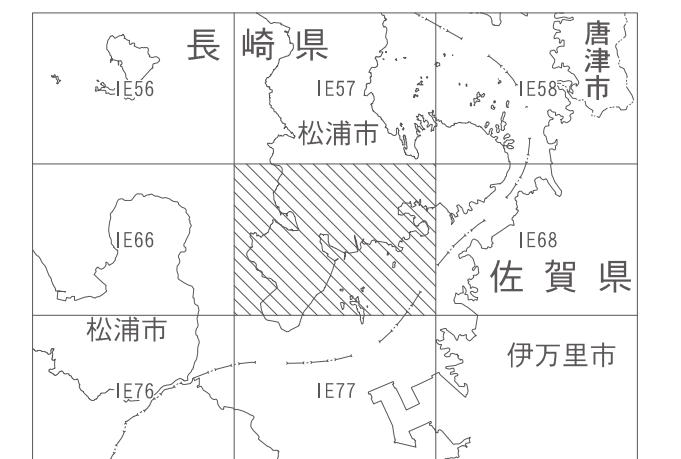 長崎県
唐津市
IE56
IE57
IE58
松浦市
IE66
IE68
佐賀県
松浦市
伊万里市
IE76
IE77